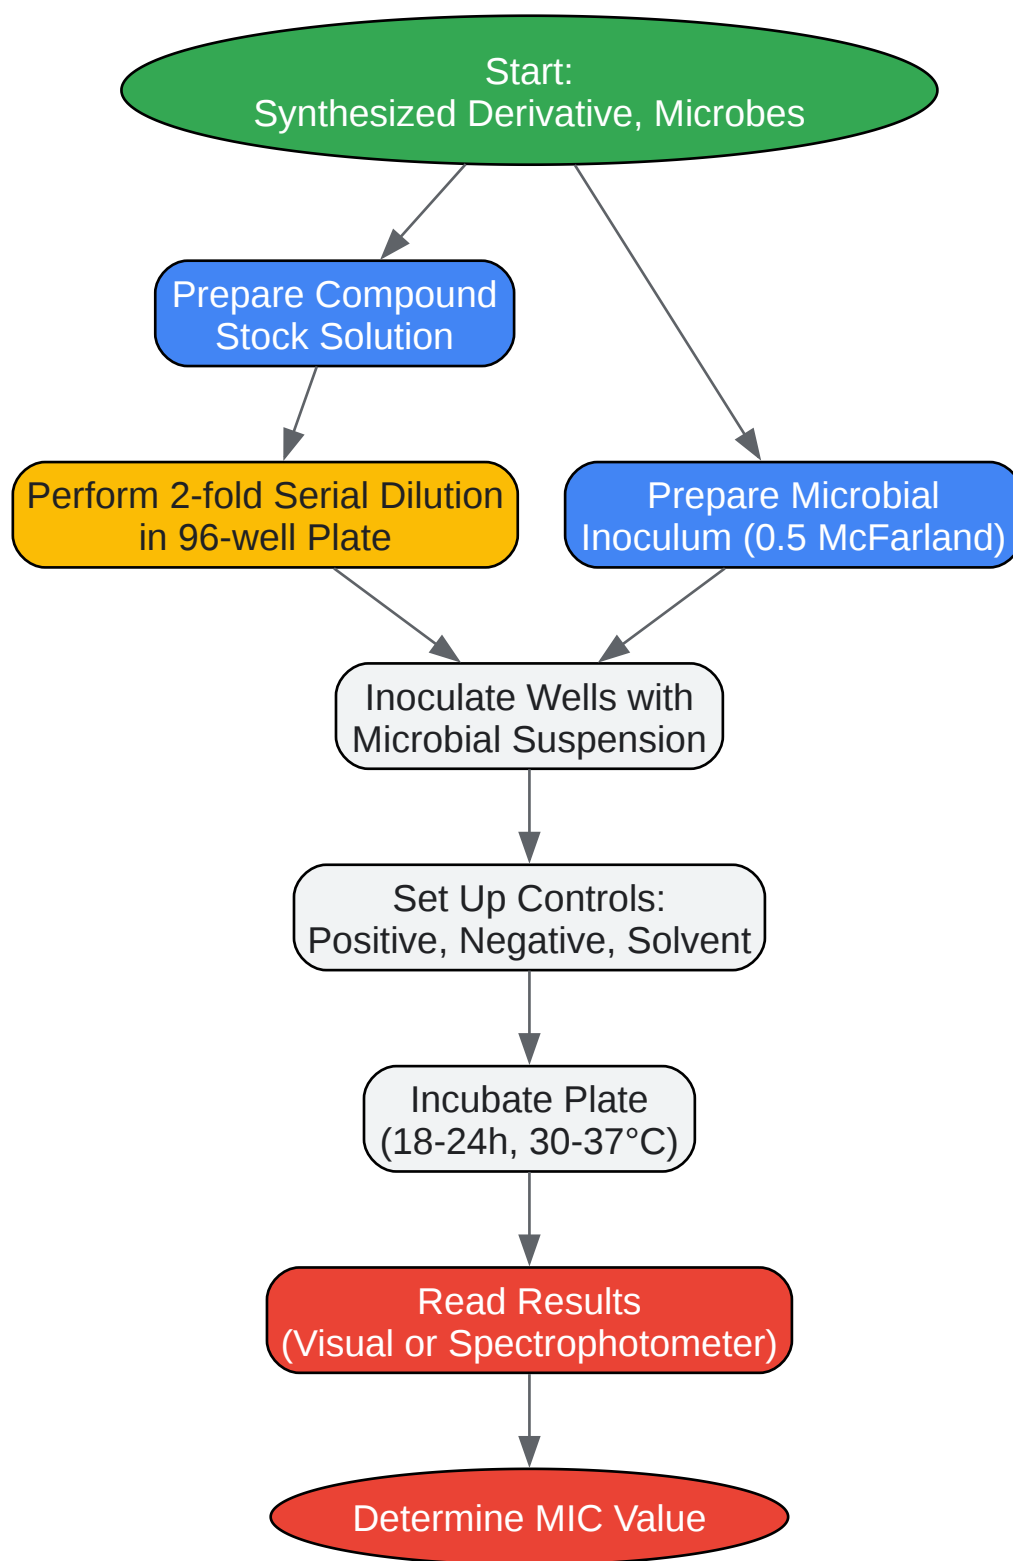 Start:
Synthesized Derivative, Microbes
Prepare Compound
Stock Solution
Perform 2-fold Serial Dilution
in 96-well Plate
Prepare Microbial
Inoculum (0.5 McFarland)
Inoculate Wells with
Microbial Suspension
Set Up Controls:
Positive, Negative, Solvent
Incubate Plate
(18-24h, 30-37°C)
Read Results
(Visual or Spectrophotometer)
Determine MIC Value